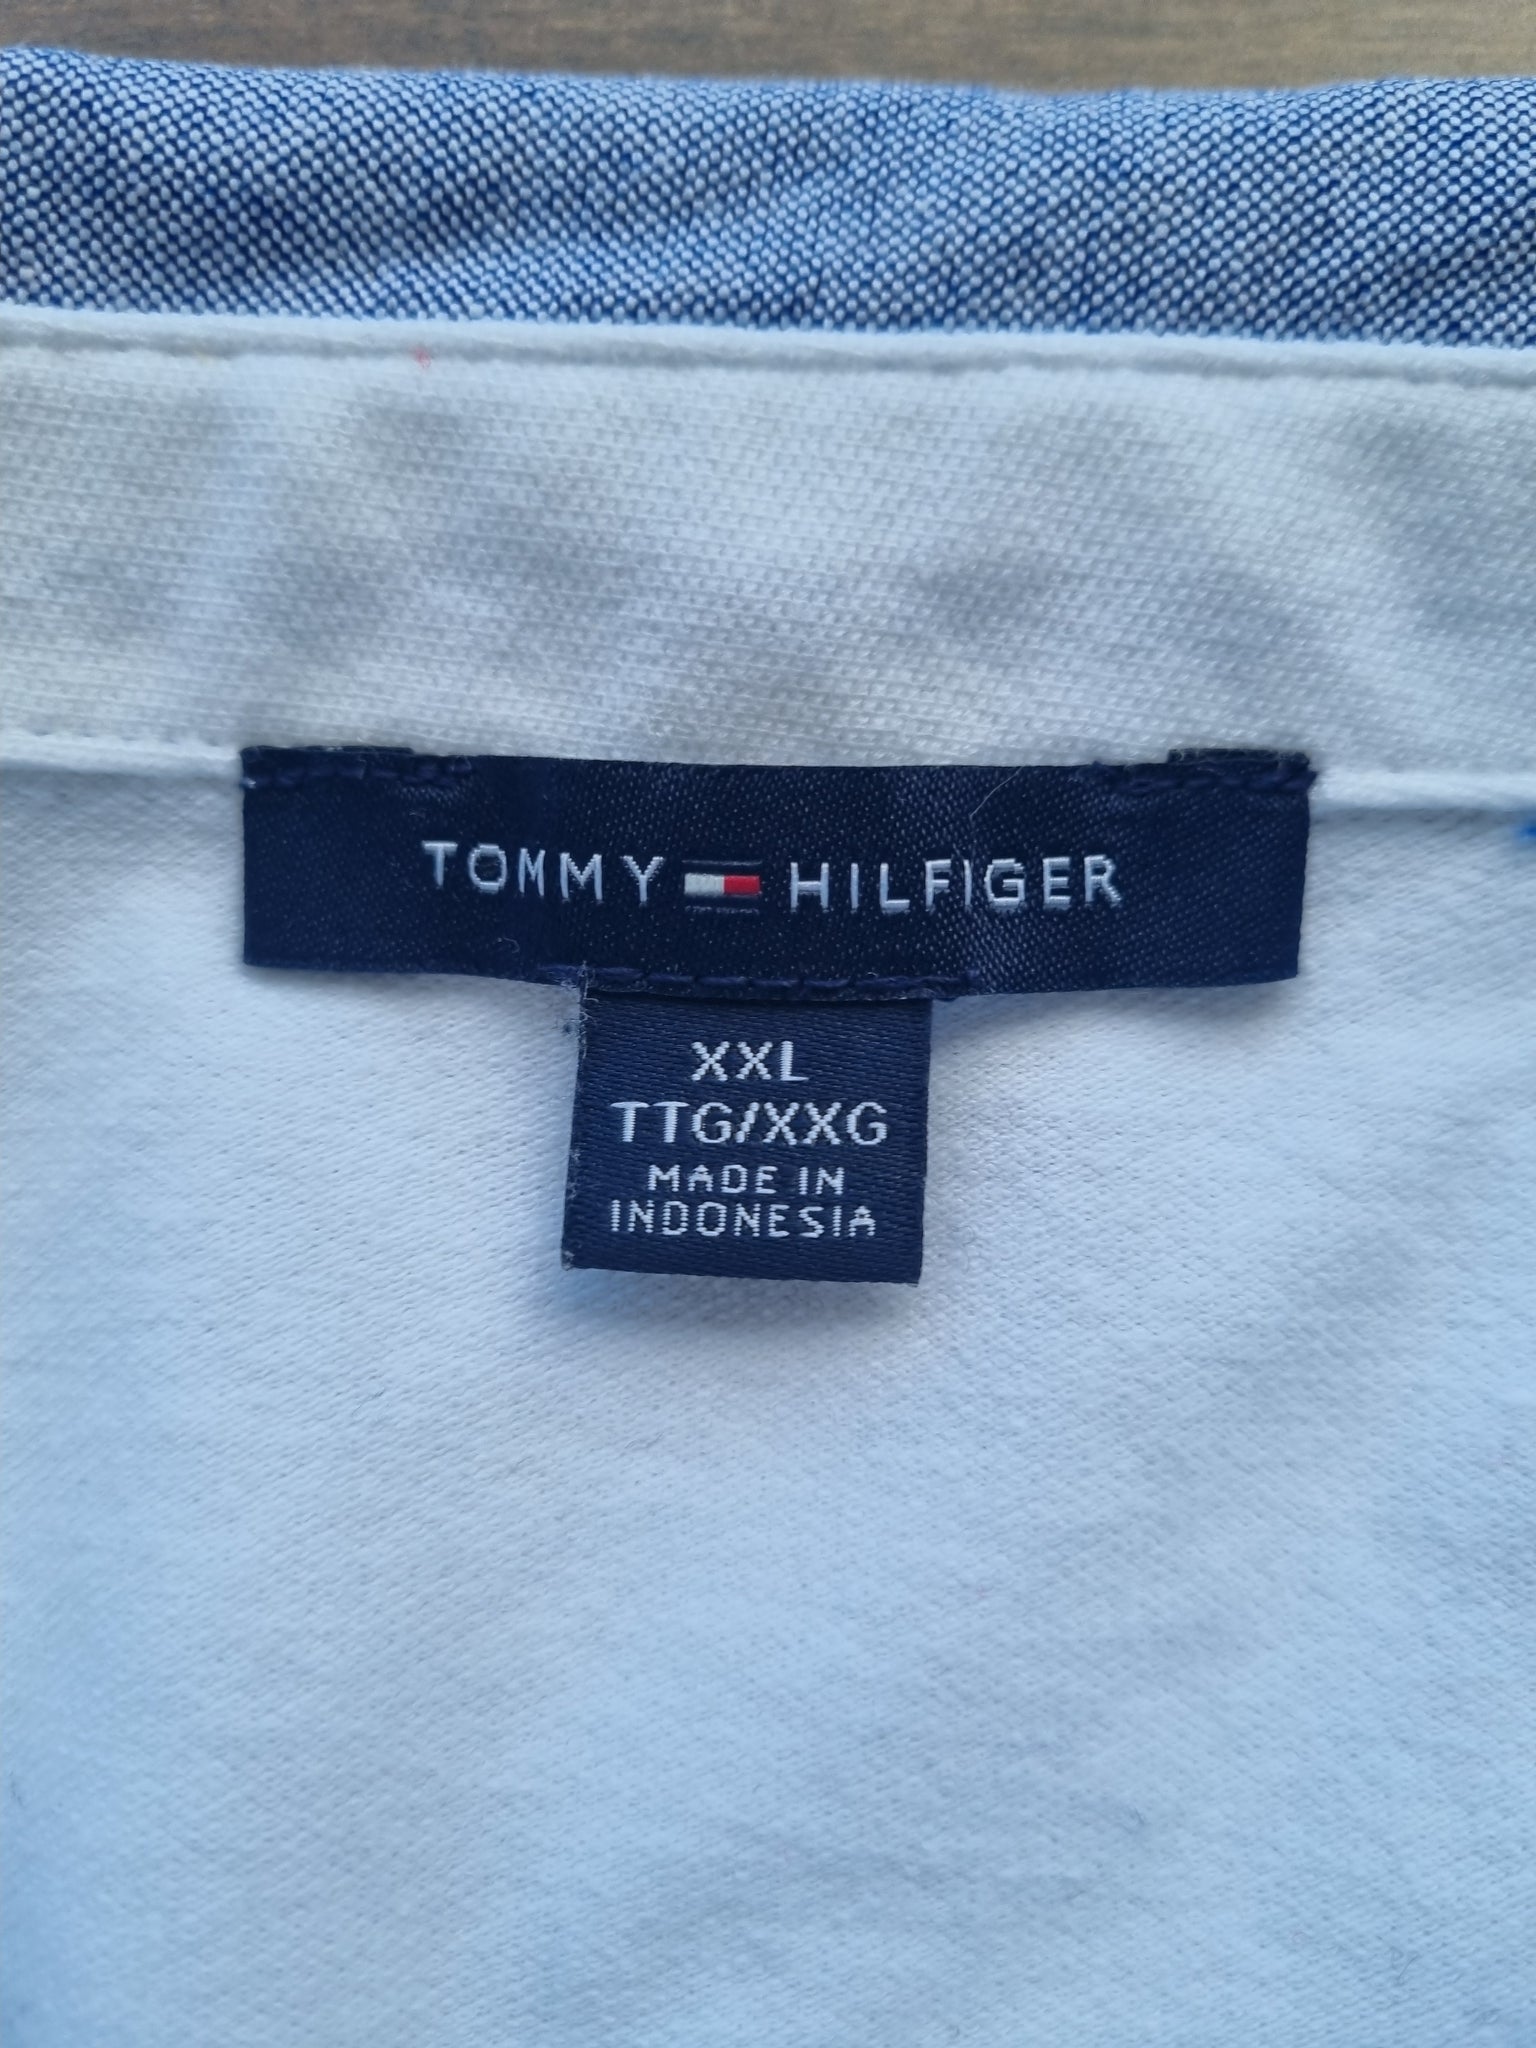 TOMMY HILFIGER
XXL
TTG/XXG
MADE IN
INDONESIA